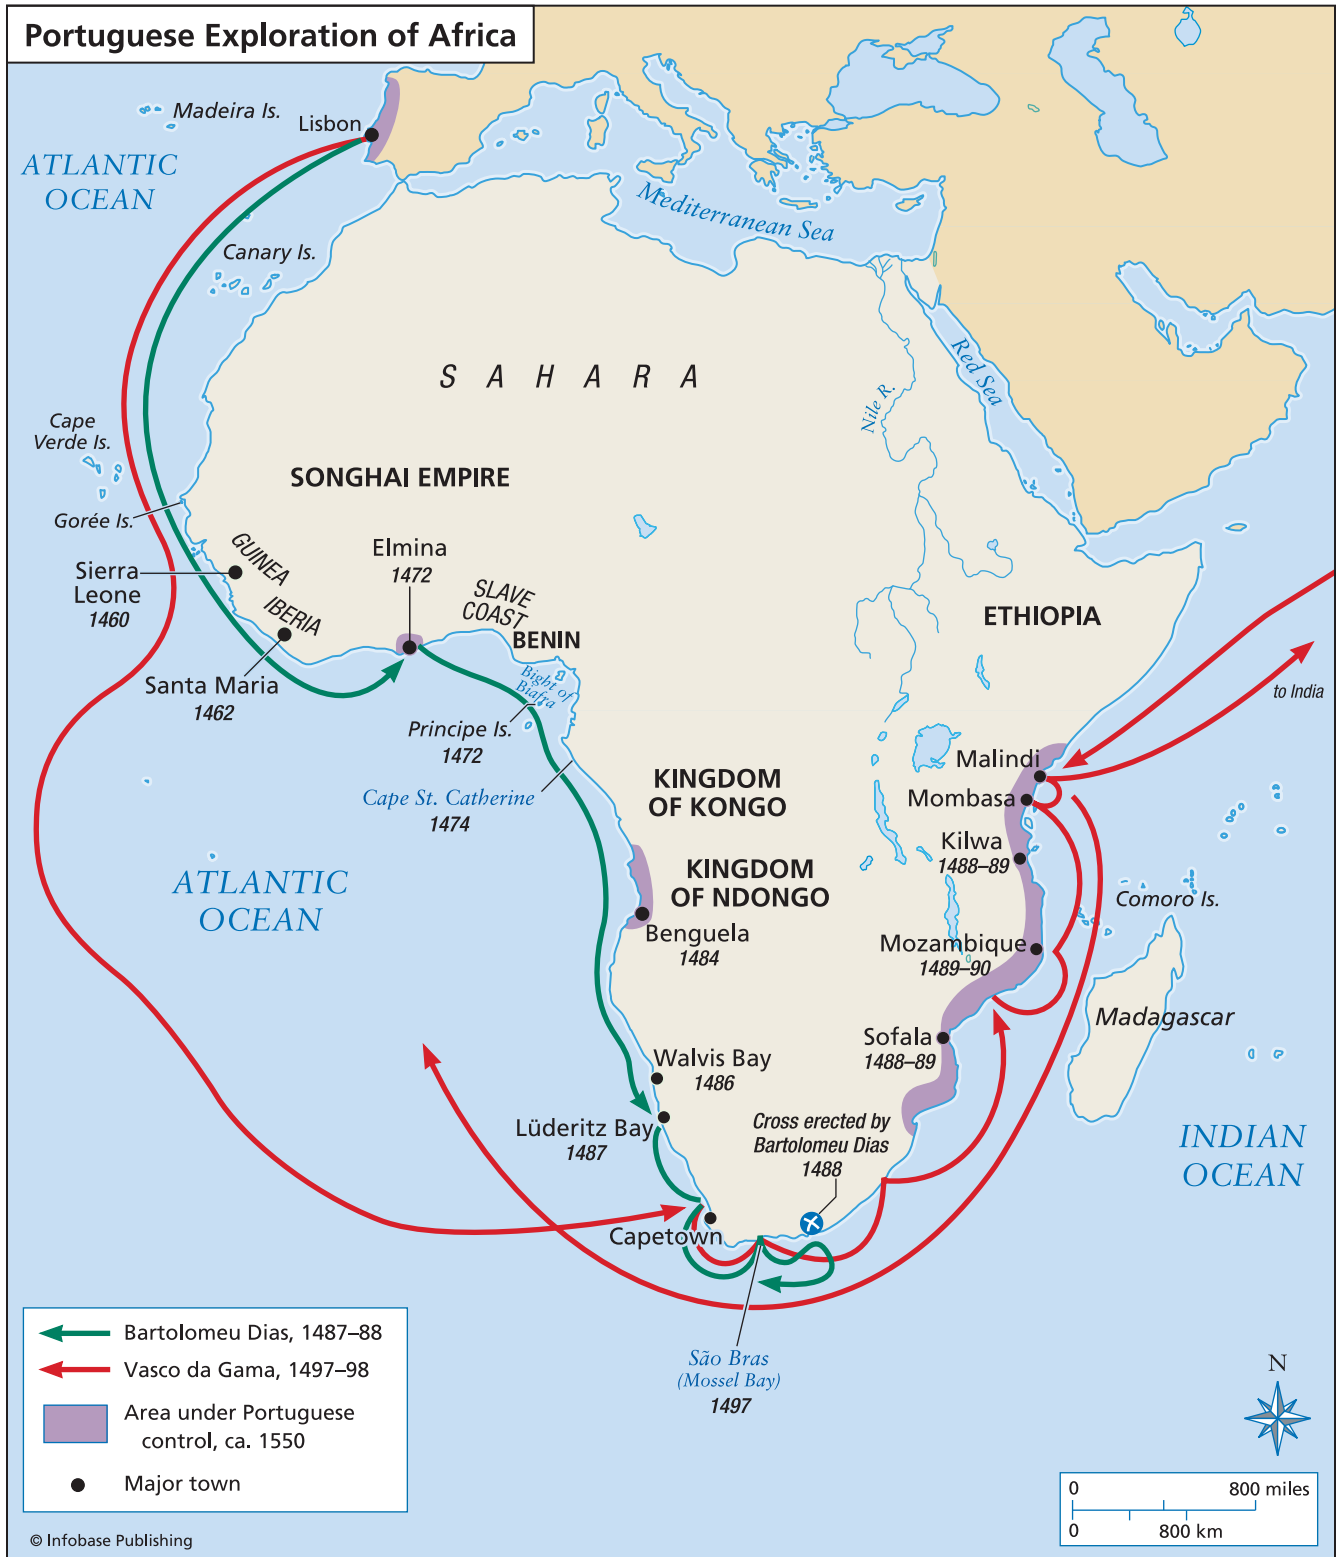 Portuguese Exploration of Africa
Madeira Is.
Lisbon
ATLANTIC
OCEAN
Mediterranean Sea
Canary Is.
SAHARA
Red Sea
Nile R.
Cape
Verde Is.
SONGHAI EMPIRE
Gorée Is.
GUINEA
Elmina
1472
Sierra
Leone
1460
SLAVE
COAST
IBERIA
BENIN
ETHIOPIA
Bight of
Biafra
Santa Maria
1462
to India
Principe Is.
1472
Malindi
Cape St. Catherine
1474
KINGDOM
OF KONGO
Mombasa
Kilwa
1488–89
KINGDOM
OF NDONGO
ATLANTIC
OCEAN
Comoro Is.
Benguela
1484
Mozambique
1489–90
Madagascar
Sofala
1488–89
Walvis Bay
1486
Lüderitz Bay
1487
Cross erected by
Bartolomeu Dias
1488
INDIAN
OCEAN
Capetown
São Bras
(Mossel Bay)
1497
Bartolomeu Dias, 1487–88
Vasco da Gama, 1497–98
Area under Portuguese
control, ca. 1550
Major town
N
0 800 miles
0 800 km
© Infobase Publishing